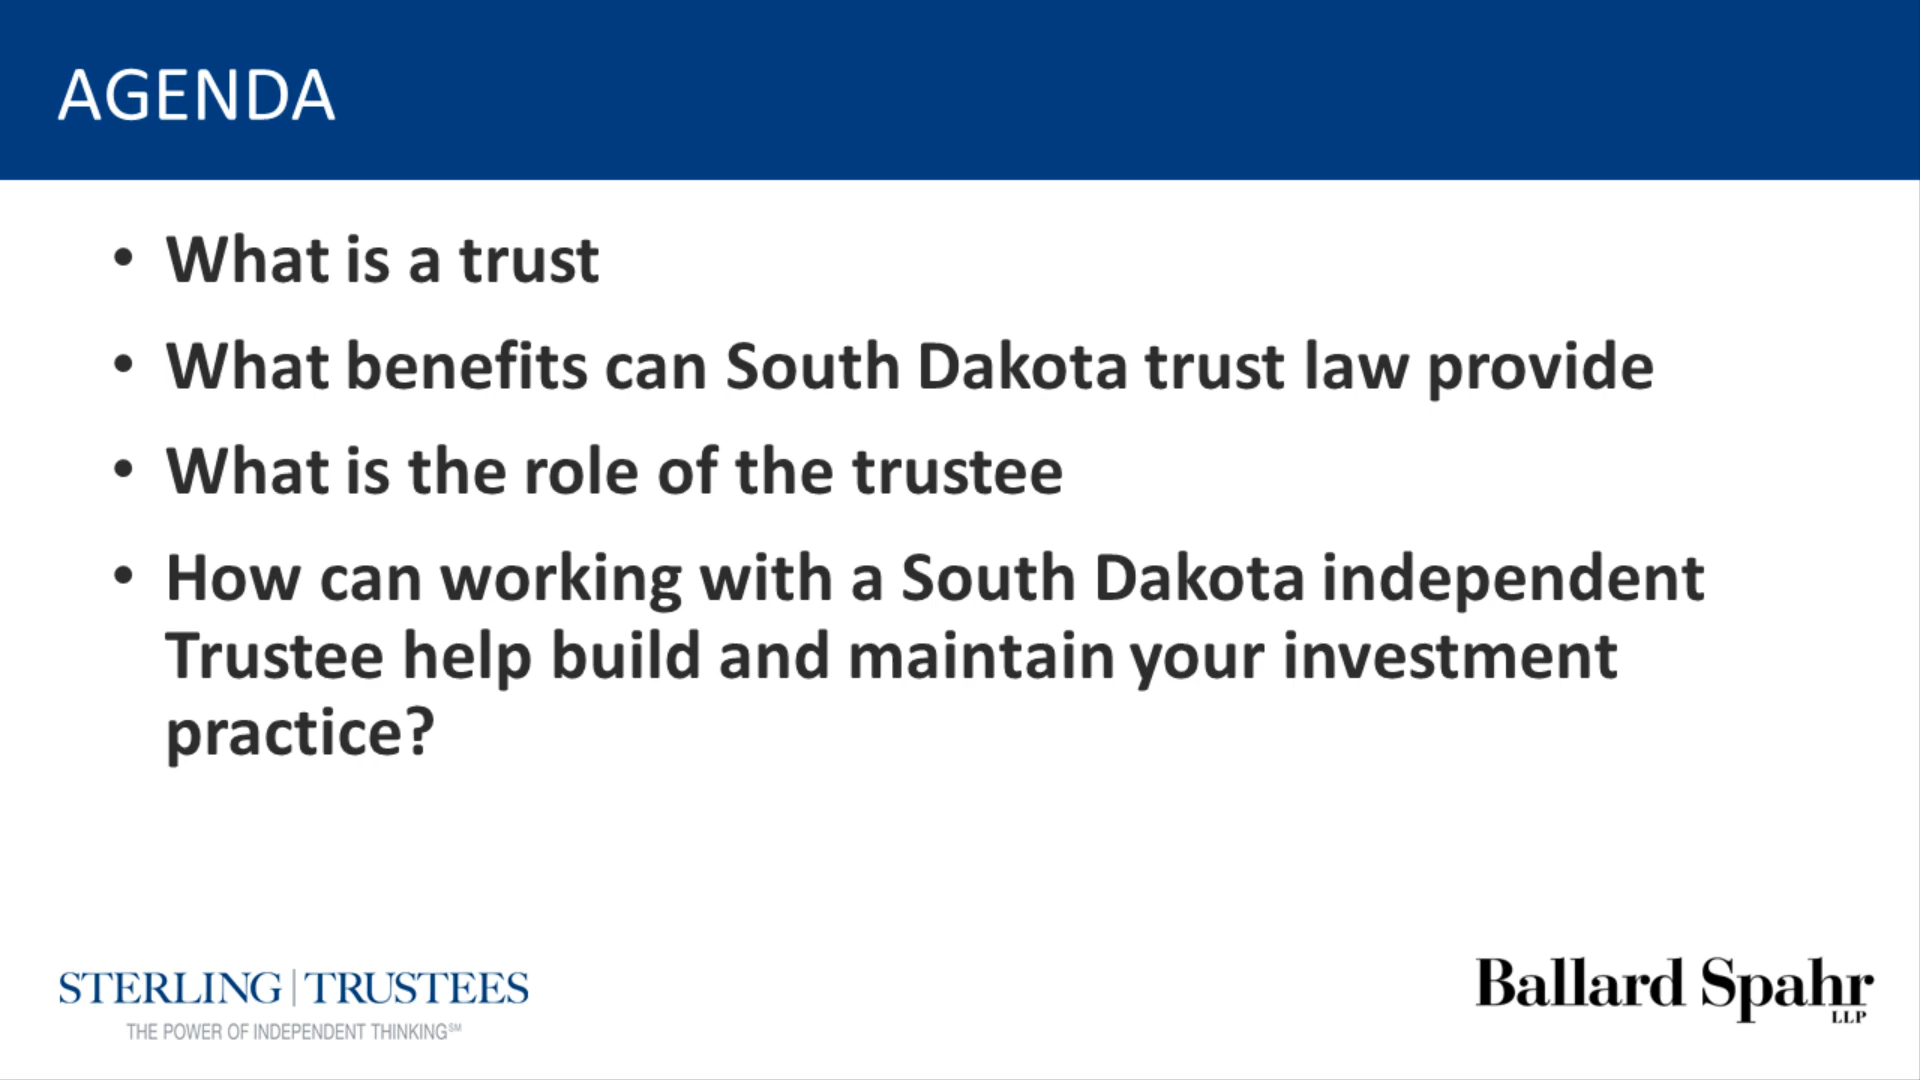 AGENDA
• What is a trust
• What benefits can South Dakota trust law provide
• What is the role of the trustee
• How can working with a South Dakota independent
Trustee help build and maintain your investment
practice?
STERLING | TRUSTEES
THE POWER OF INDEPENDENT THINKING℠
Ballard Spahr
LLP